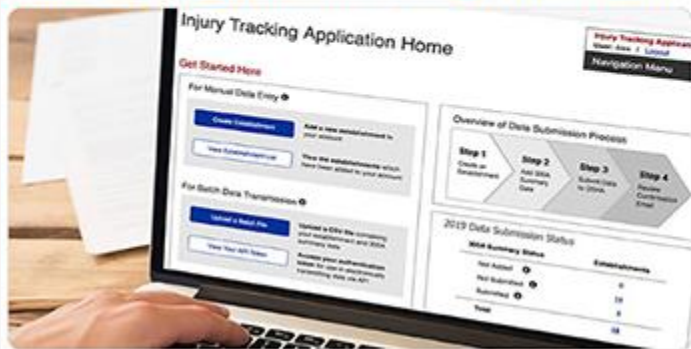 Injury Tracking Application Home
Injury Tracking Application
Logout
Navigation Menu
Get Started Here
For Manual Data Entry
Create Establishment
Add a new establishment to
your account
View Establishment List
View the establishments which
have been added to your account
For Batch Data Transmission
Upload a Batch File
Upload a CSV file containing
your establishment and 300A
summary data
View Your API Token
Access your authentication
token for use in electronically
transmitting data via API
Overview of Data Submission Process
Step 1
Create an
Establishment
Step 2
Add 300A
Summary
Data
Step 3
Submit Data
to OSHA
Step 4
Review
Confirmation
Email
2019 Data Submission Status
300A Summary Status
Establishments
Not Added
Not Submitted
Submitted
Total